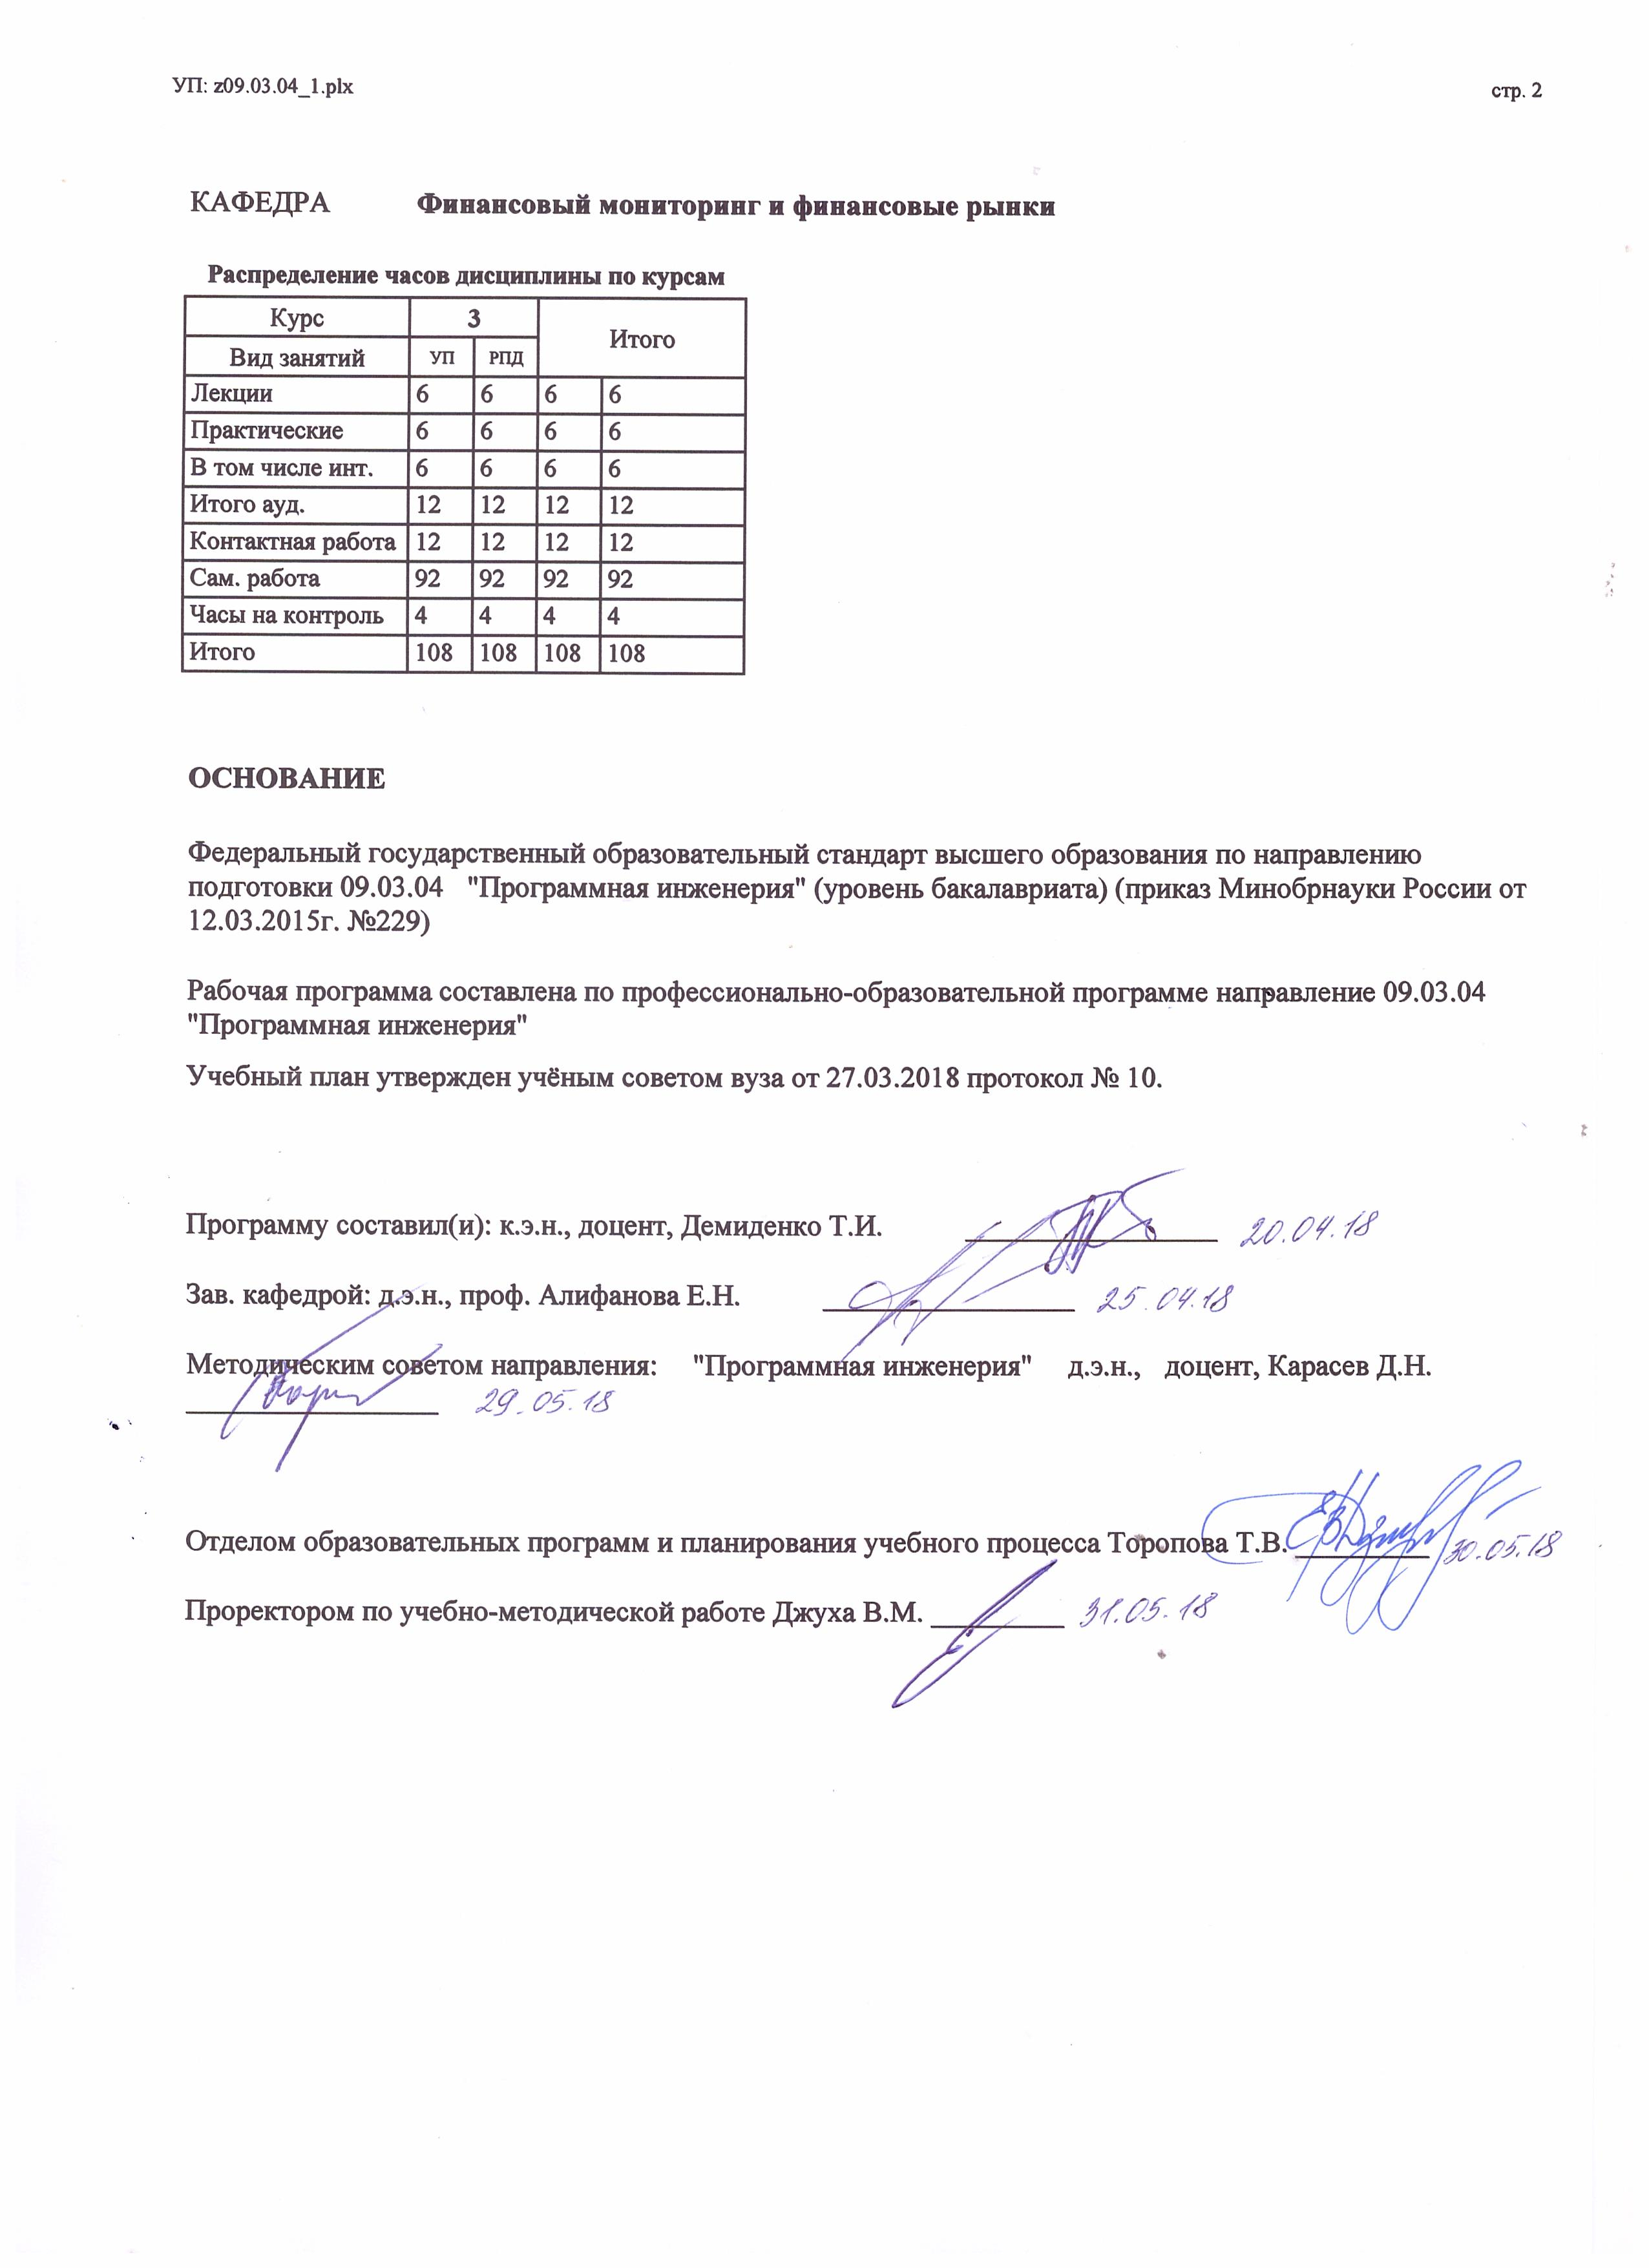 УП: z09.03.04_1.plx стр. 2
КАФЕДРА Финансовый мониторинг и финансовые рынки
Распределение часов дисциплины по курсам
Курс 3 Итого
Вид занятий УП РПД
Лекции 6 6 6 6
Практические 6 6 6 6
В том числе инт. 6 6 6 6
Итого ауд. 12 12 12 12
Контактная работа 12 12 12 12
Сам. работа 92 92 92 92
Часы на контроль 4 4 4 4
Итого 108 108 108 108
ОСНОВАНИЕ
Федеральный государственный образовательный стандарт высшего образования по направлению
подготовки 09.03.04 "Программная инженерия" (уровень бакалавриата) (приказ Минобрнауки России от
12.03.2015г. №229)
Рабочая программа составлена по профессионально-образовательной программе направление 09.03.04
"Программная инженерия"
Учебный план утвержден учёным советом вуза от 27.03.2018 протокол № 10.
Программу составил(и): к.э.н., доцент, Демиденко Т.И. 20.04.18
Зав. кафедрой: д.э.н., проф. Алифанова Е.Н. 25.04.18
Методическим советом направления: "Программная инженерия" д.э.н., доцент, Карасев Д.Н.
29.05.18
Отделом образовательных программ и планирования учебного процесса Торопова Т.В. 30.05.18
Проректором по учебно-методической работе Джуха В.М. 31.05.18